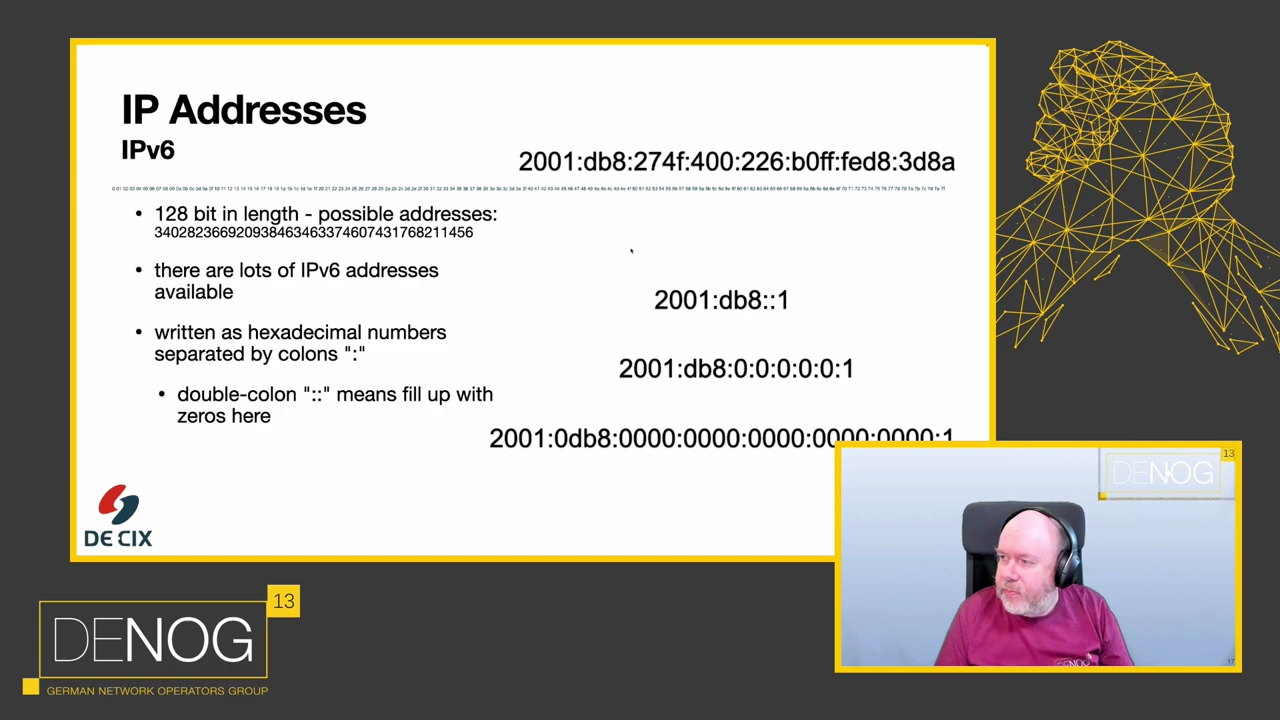 IP Addresses
IPv6
2001:db8:274f:400:226:b0ff:fed8:3d8a
• 128 bit in length - possible addresses:
340282366920938463463374607431768211456
• there are lots of IPv6 addresses
available
• written as hexadecimal numbers
separated by colons ":"
• double-colon "::" means fill up with
zeros here
2001:db8::1
2001:db8:0:0:0:0:0:1
2001:0db8:0000:0000:0000:0000:0000:1
DE CIX
13
DENOG
DENOG
17
13
DENOG
GERMAN NETWORK OPERATORS GROUP